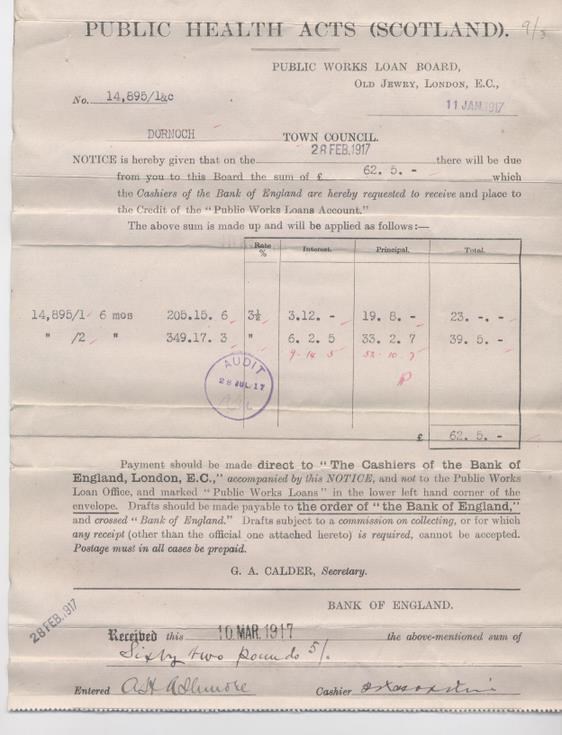 PUBLIC HEALTH ACTS (SCOTLAND).
9/3
PUBLIC WORKS LOAN BOARD,
OLD JEWRY, LONDON, E.C.,
No. 14,895/1&c
11 JAN.1917
DORNOCH TOWN COUNCIL.
28 FEB.1917
NOTICE is hereby given that on the there will be due
from you to this Board the sum of £ 62. 5. - which
the Cashiers of the Bank of England are hereby requested to receive and place to
the Credit of the "Public Works Loans Account."
The above sum is made up and will be applied as follows:—
Rate % Interest. Principal. Total.
14,895/1 6 mos 205.15. 6 3½ 3.12. - 19. 8. - 23. -. -
" /2 " 349.17. 3 " 6. 2. 5 33. 2. 7 39. 5. -
9. 14. 5 52. 10. 7
AUDIT
28 JUL.17
£ 62. 5. -
Payment should be made direct to "The Cashiers of the Bank of
England, London, E.C.," accompanied by this NOTICE, and not to the Public Works
Loan Office, and marked "Public Works Loans" in the lower left hand corner of the
envelope. Drafts should be made payable to the order of "the Bank of England,"
and crossed "Bank of England." Drafts subject to a commission on collecting, or for which
any receipt (other than the official one attached hereto) is required, cannot be accepted.
Postage must in all cases be prepaid.
G. A. CALDER, Secretary.
28 FEB.1917
BANK OF ENGLAND.
Received this 10 MAR.1917 the above-mentioned sum of
Sixty two pounds 5/-
Entered Cashier